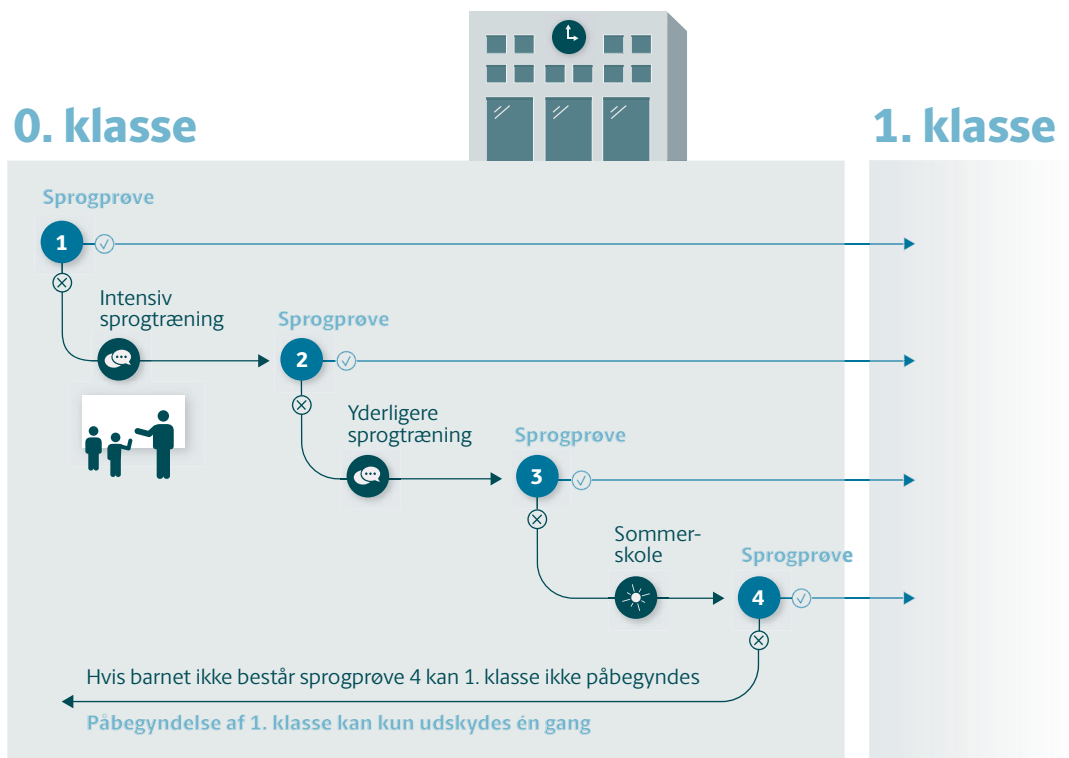 0. klasse
1. klasse
Sprogprøve
1
Intensiv
sprogtræning
Sprogprøve
2
Yderligere
sprogtræning
Sprogprøve
3
Sommer-
skole
Sprogprøve
4
Hvis barnet ikke består sprogprøve 4 kan 1. klasse ikke påbegyndes
Påbegyndelse af 1. klasse kan kun udskydes én gang